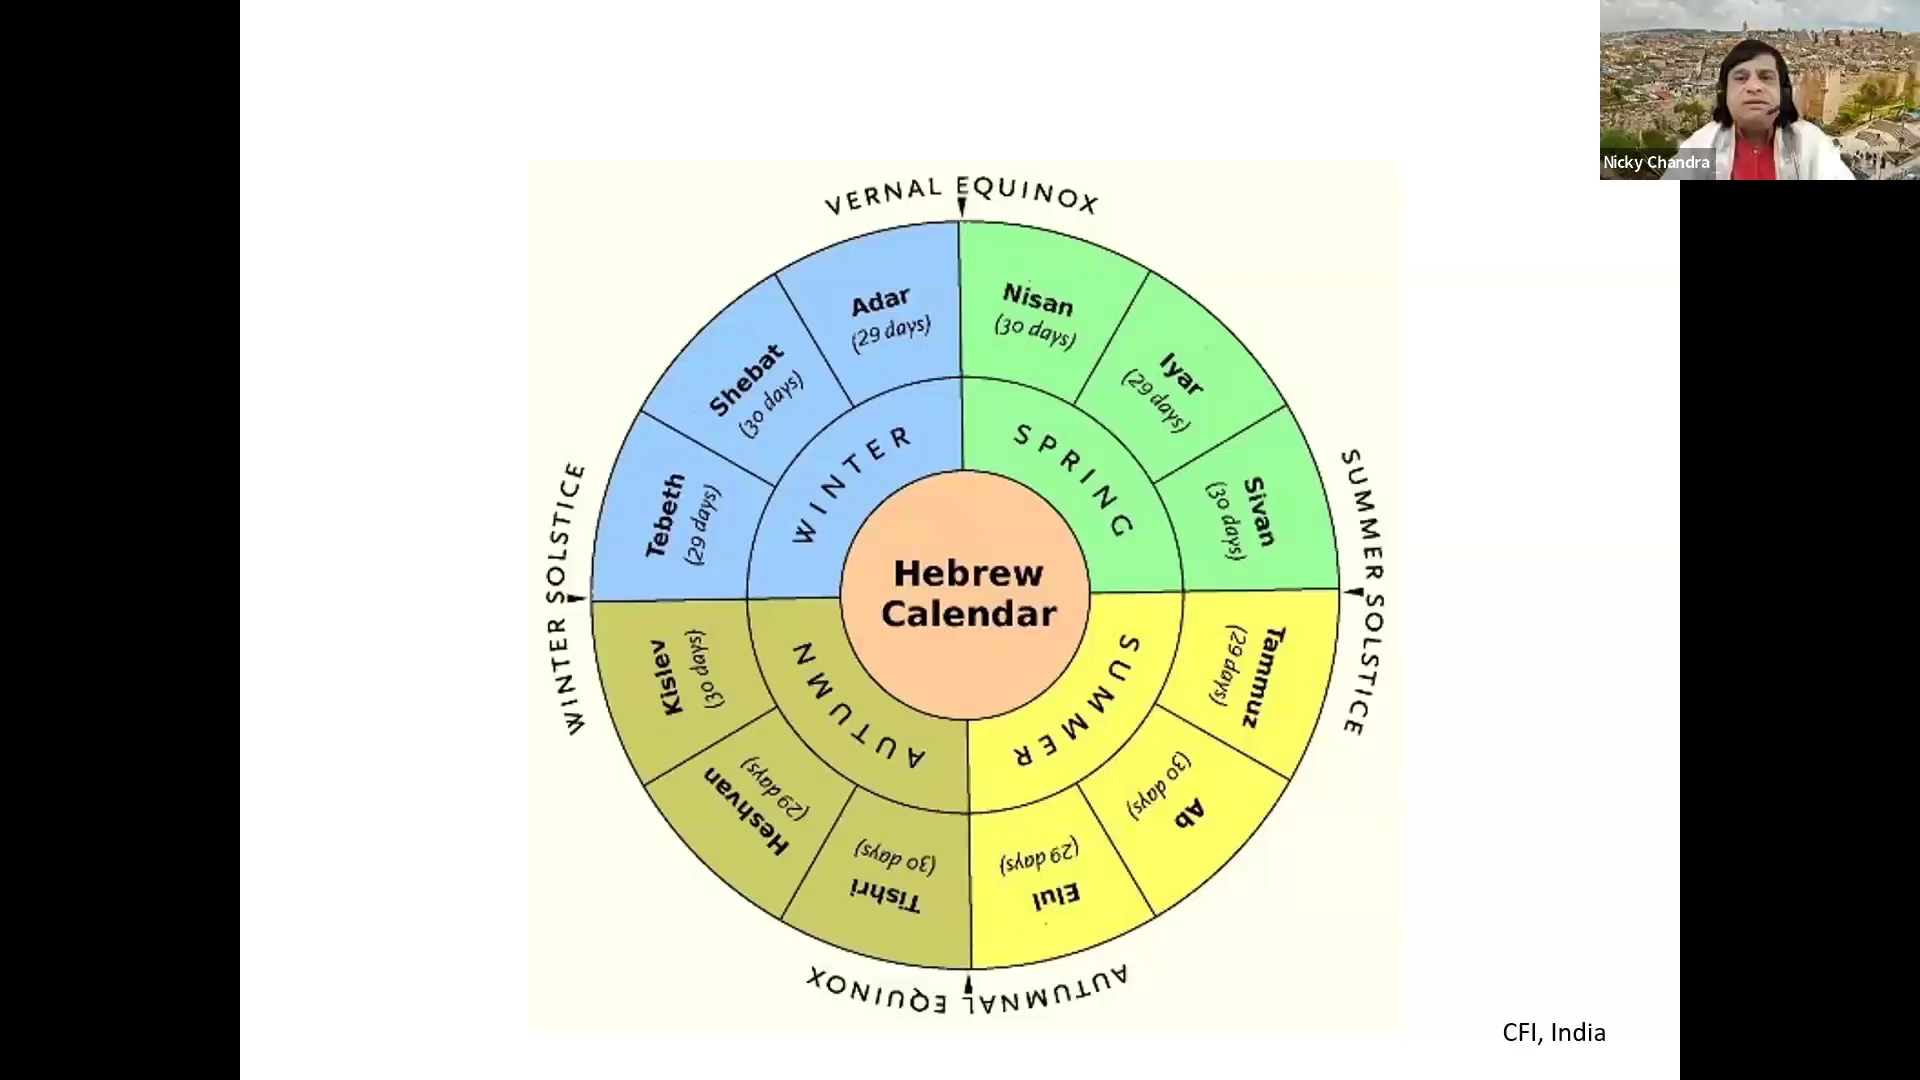 Nicky Chandra
VERNAL EQUINOX
Nisan
(30 days)
Iyar
(29 days)
Sivan
(30 days)
SPRING
SUMMER SOLSTICE
Tammuz
(29 days)
Ab
(30 days)
Elul
(29 days)
SUMMER
AUTUMNAL EQUINOX
Tishri
(30 days)
Heshvan
(29 days)
Kislev
(30 days)
AUTUMN
WINTER SOLSTICE
Tebeth
(29 days)
Shebat
(30 days)
Adar
(29 days)
WINTER
Hebrew
Calendar
CFI, India